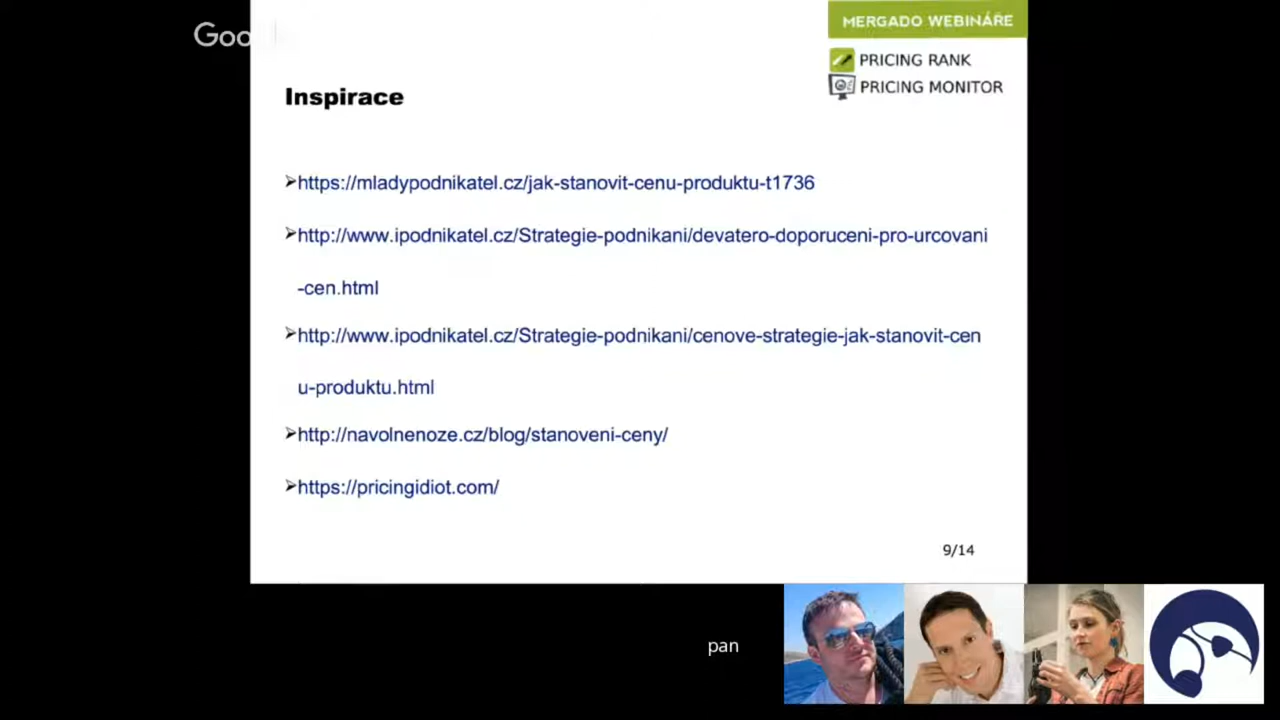 Goo
MERGADO WEBINÁŘE
PRICING RANK
PRICING MONITOR
Inspirace
➢https://mladypodnikatel.cz/jak-stanovit-cenu-produktu-t1736
➢http://www.ipodnikatel.cz/Strategie-podnikani/devatero-doporuceni-pro-urcovani
-cen.html
➢http://www.ipodnikatel.cz/Strategie-podnikani/cenove-strategie-jak-stanovit-cen
u-produktu.html
➢http://navolnenoze.cz/blog/stanoveni-ceny/
➢https://pricingidiot.com/
9/14
pan